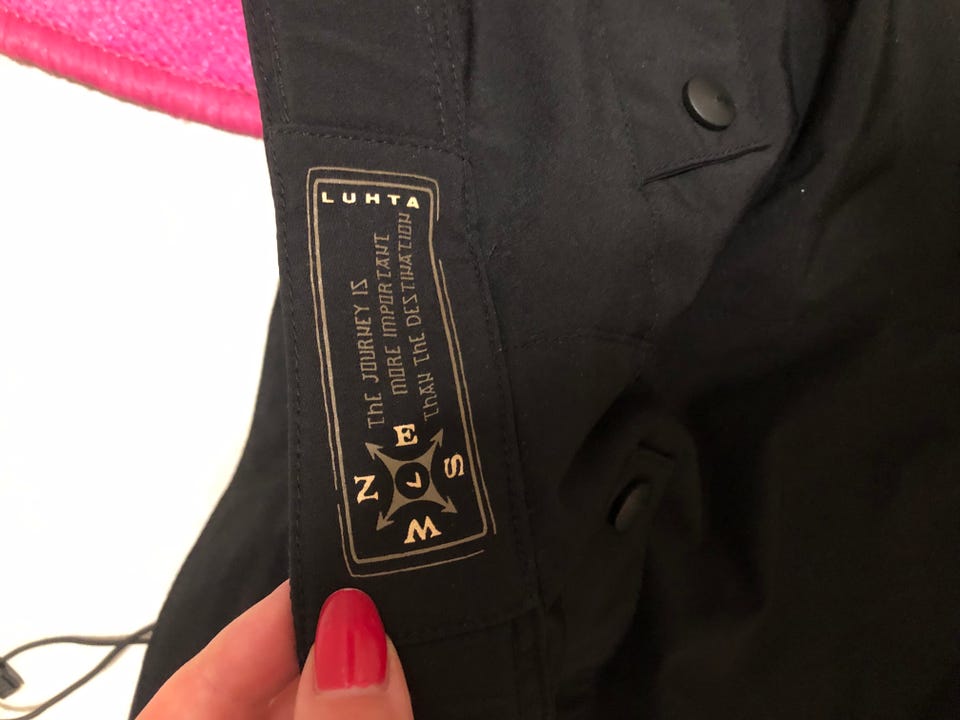 LUHTA
THE JOURNEY IS
MORE IMPORTANT
THAN THE DESTINATION
E
N S
W